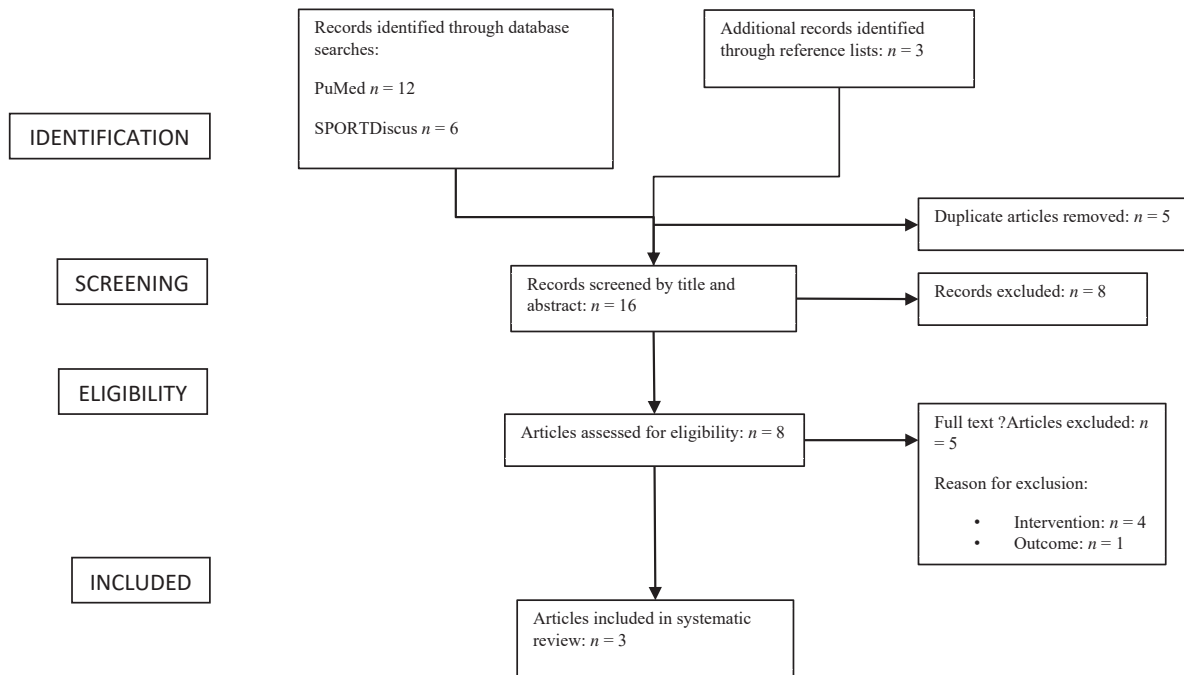 Records identified through database
searches:
PuMed n = 12
SPORTDiscus n = 6
Additional records identified
through reference lists: n = 3
IDENTIFICATION
Duplicate articles removed: n = 5
SCREENING
Records screened by title and
abstract: n = 16
Records excluded: n = 8
ELIGIBILITY
Articles assessed for eligibility: n = 8
Full text ?Articles excluded: n
= 5
Reason for exclusion:
• Intervention: n = 4
• Outcome: n = 1
INCLUDED
Articles included in systematic
review: n = 3